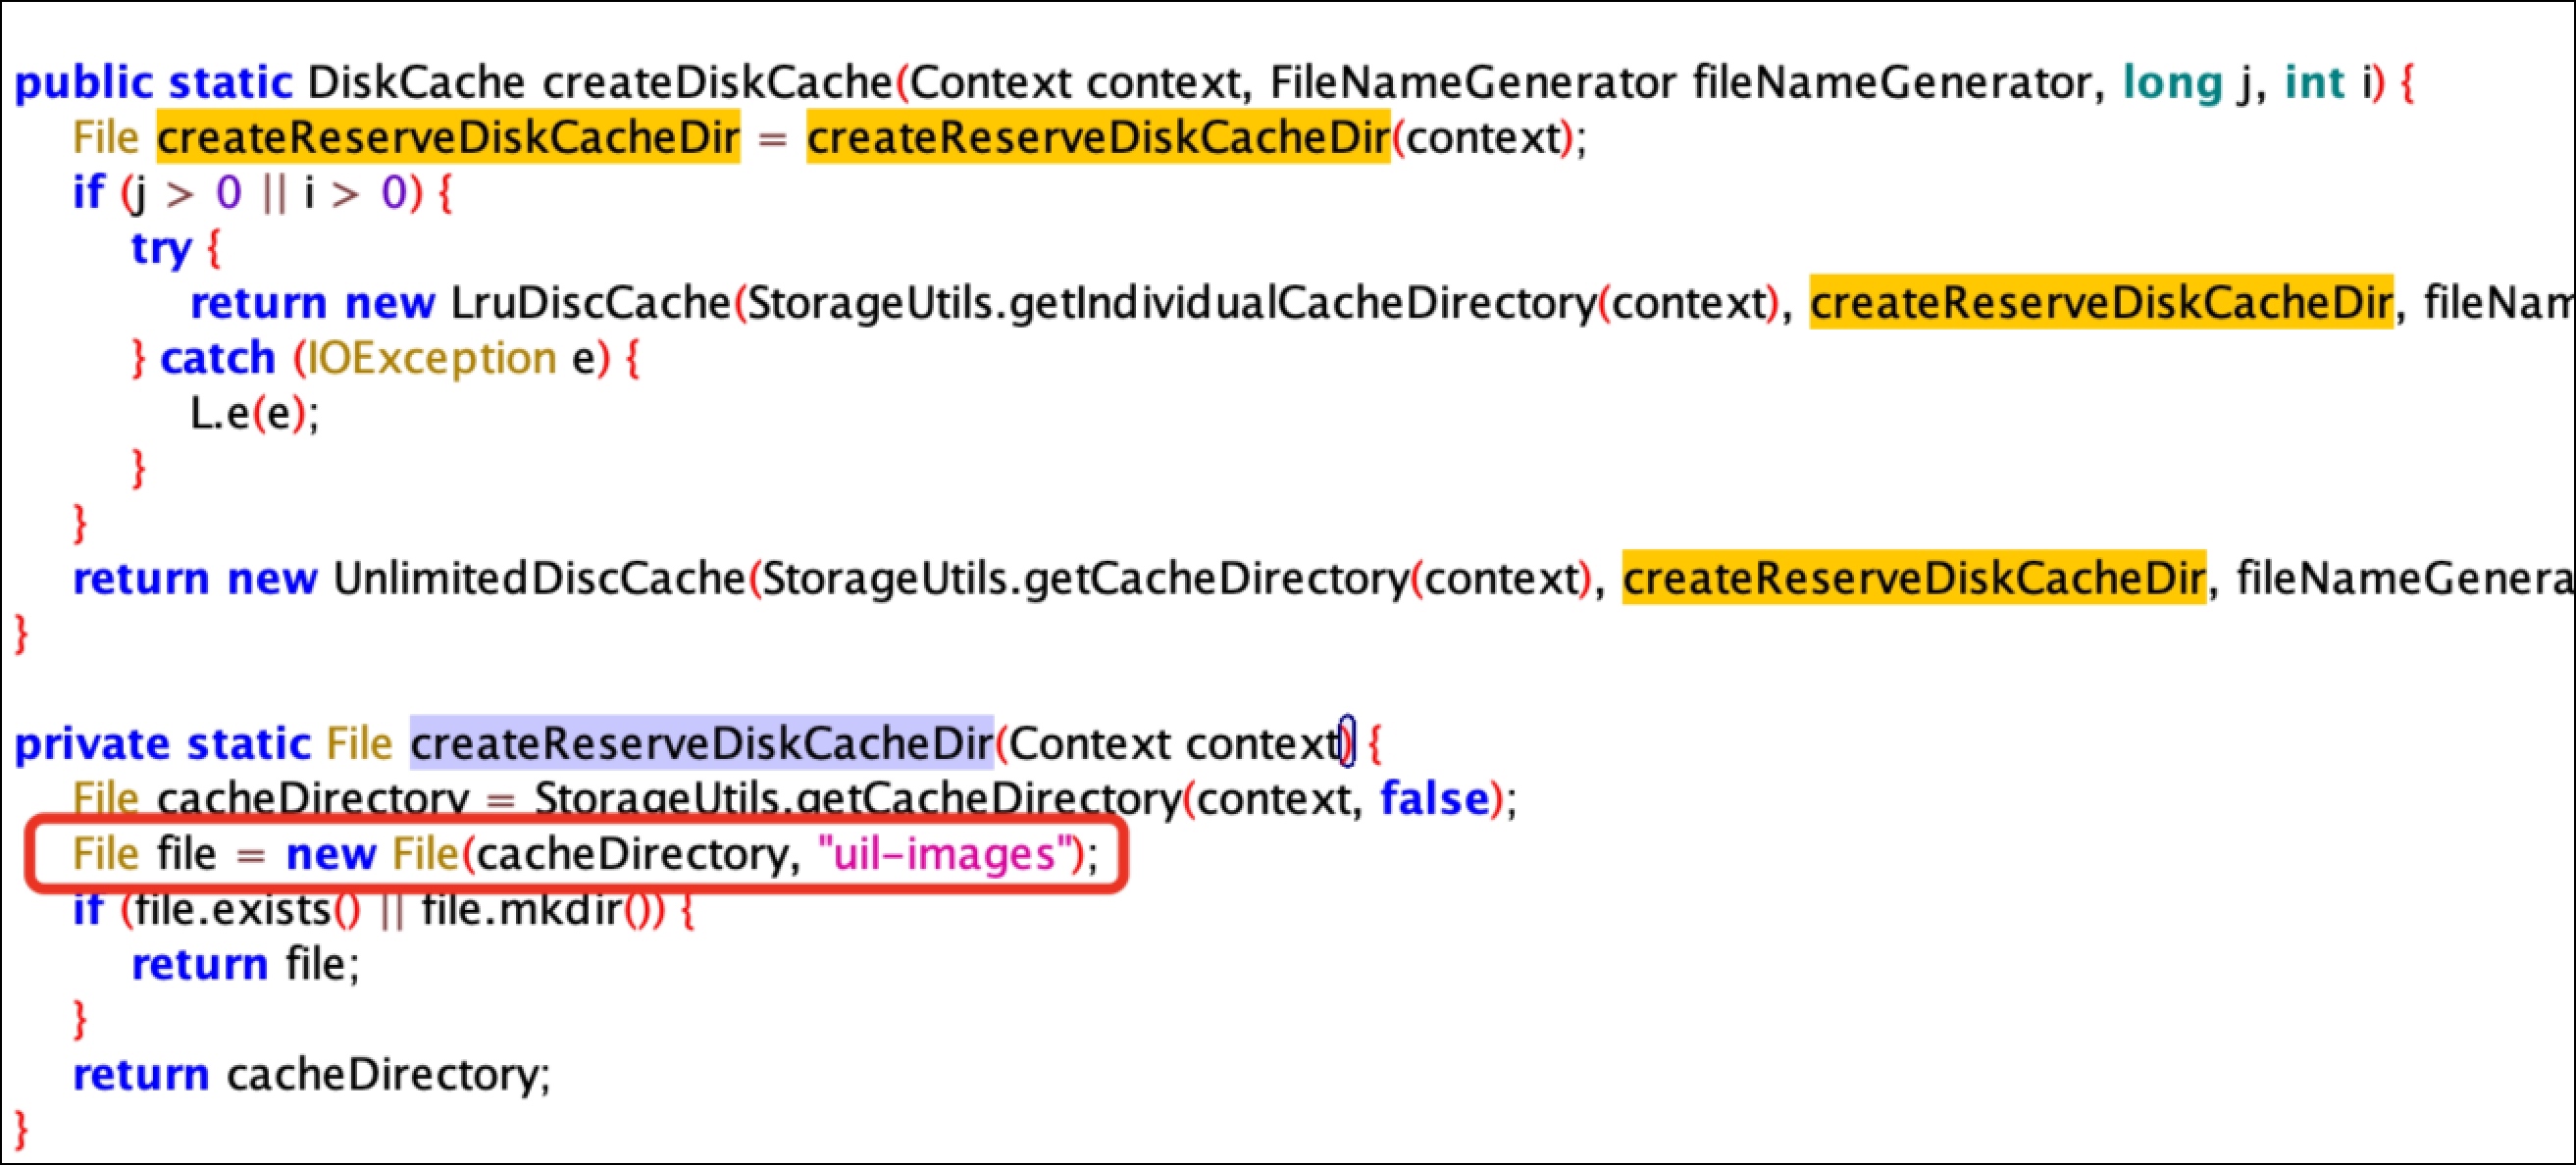 public static DiskCache createDiskCache(Context context, FileNameGenerator fileNameGenerator, long j, int i) {
File createReserveDiskCacheDir = createReserveDiskCacheDir(context);
if (j > 0 || i > 0) {
try {
return new LruDiscCache(StorageUtils.getIndividualCacheDirectory(context), createReserveDiskCacheDir, fileNam
} catch (IOException e) {
L.e(e);
}
}
return new UnlimitedDiscCache(StorageUtils.getCacheDirectory(context), createReserveDiskCacheDir, fileNameGenera
}
private static File createReserveDiskCacheDir(Context context) {
File cacheDirectory = StorageUtils.getCacheDirectory(context, false);
File file = new File(cacheDirectory, "uil-images");
if (file.exists() || file.mkdir()) {
return file;
}
return cacheDirectory;
}